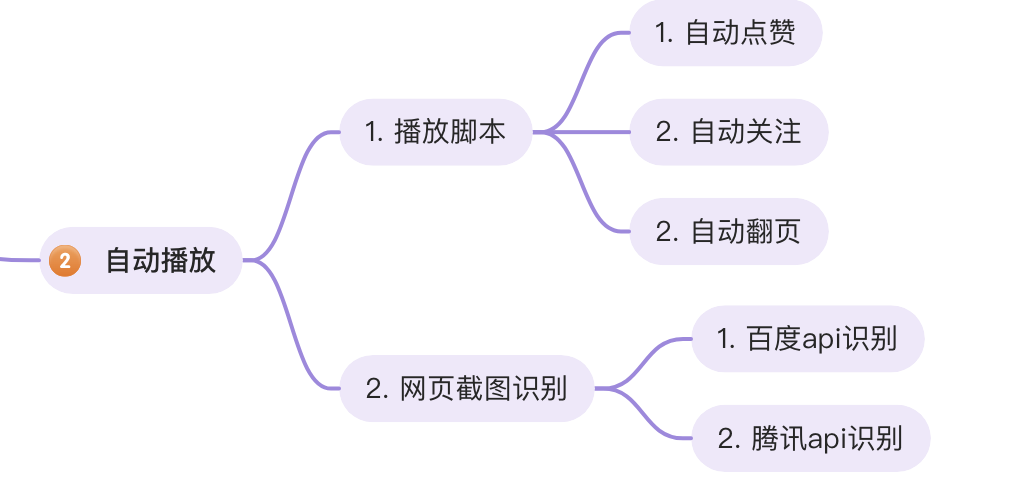 2 自动播放
1. 播放脚本
1. 自动点赞
2. 自动关注
2. 自动翻页
2. 网页截图识别
1. 百度api识别
2. 腾讯api识别